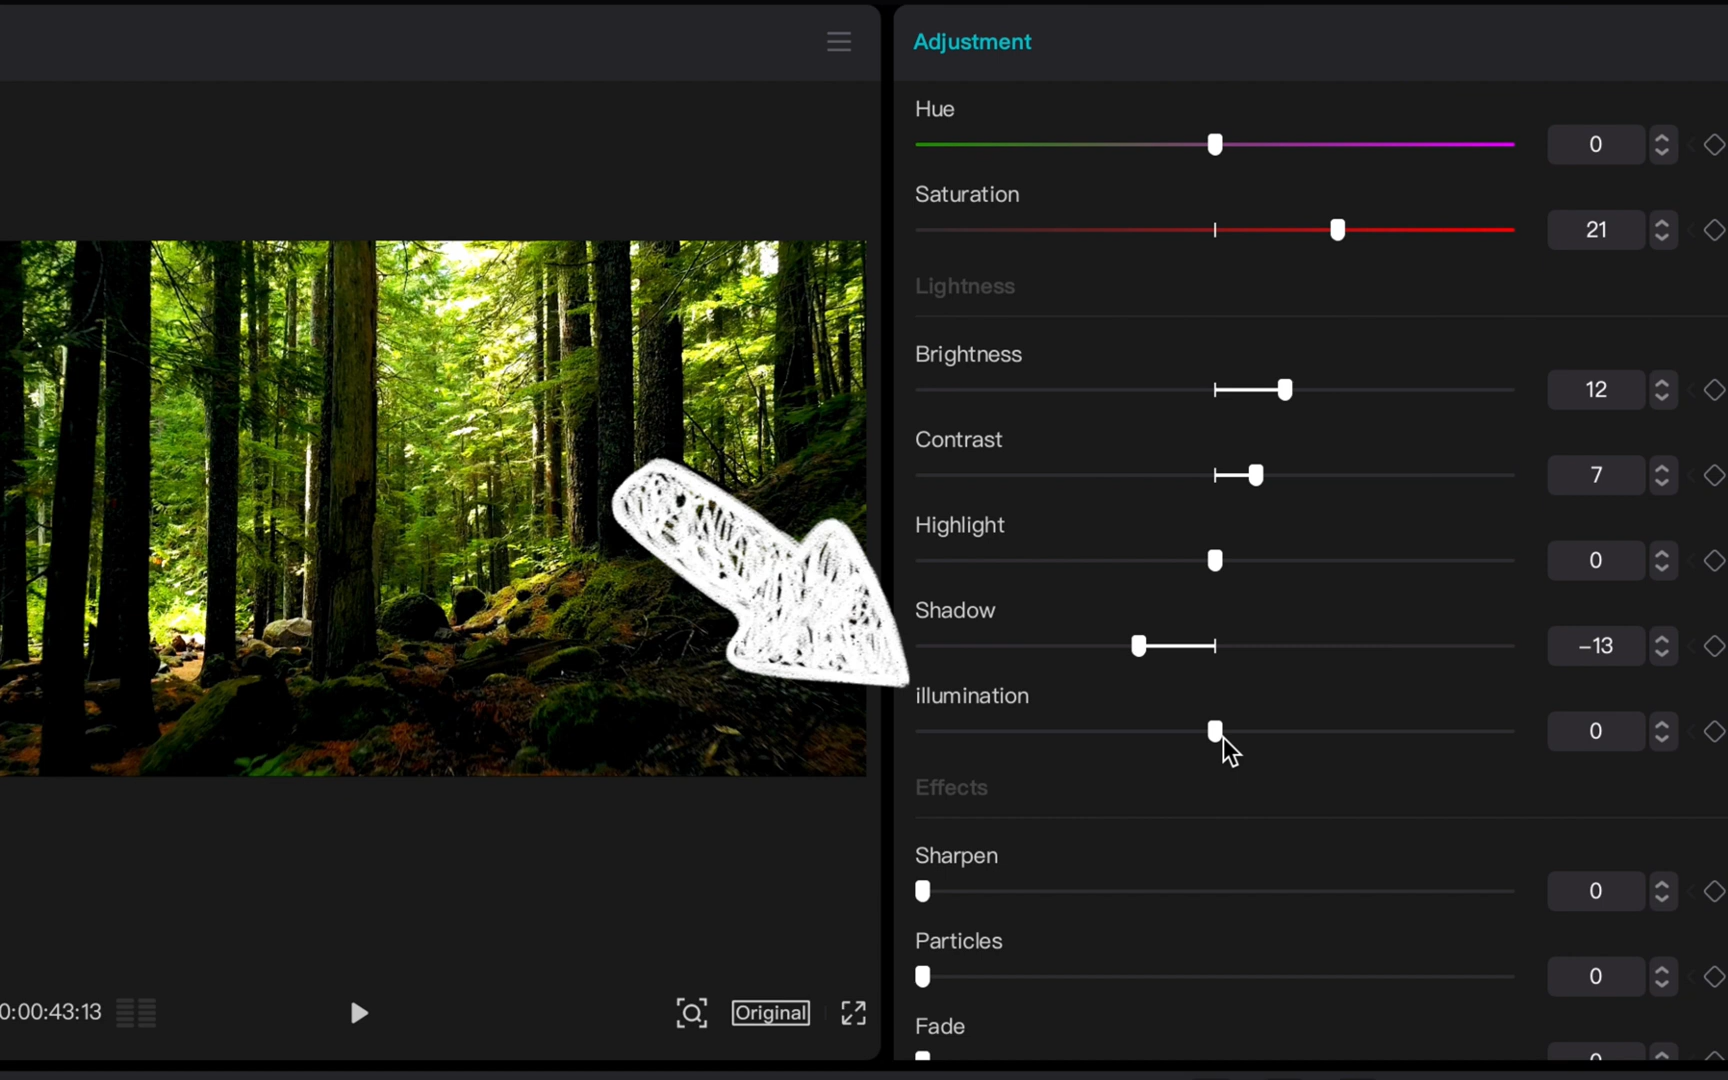 Adjustment
Hue
0
Saturation
21
Lightness
Brightness
12
Contrast
7
Highlight
0
Shadow
−13
illumination
0
Effects
Sharpen
0
Particles
0
Fade
0:00:43:13
Original